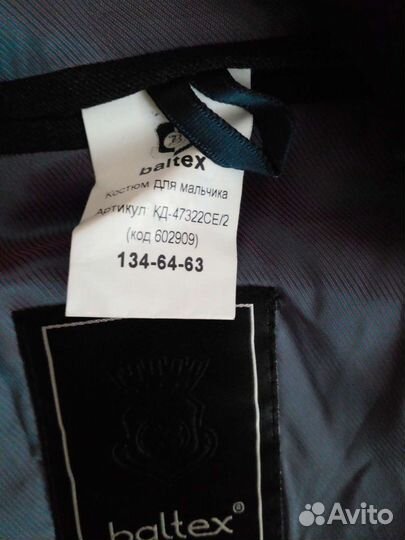 baltex
Костюм для мальчика
Артикул: КД-47322СЕ/2
(код 602909)
134-64-63
baltex®
Avito